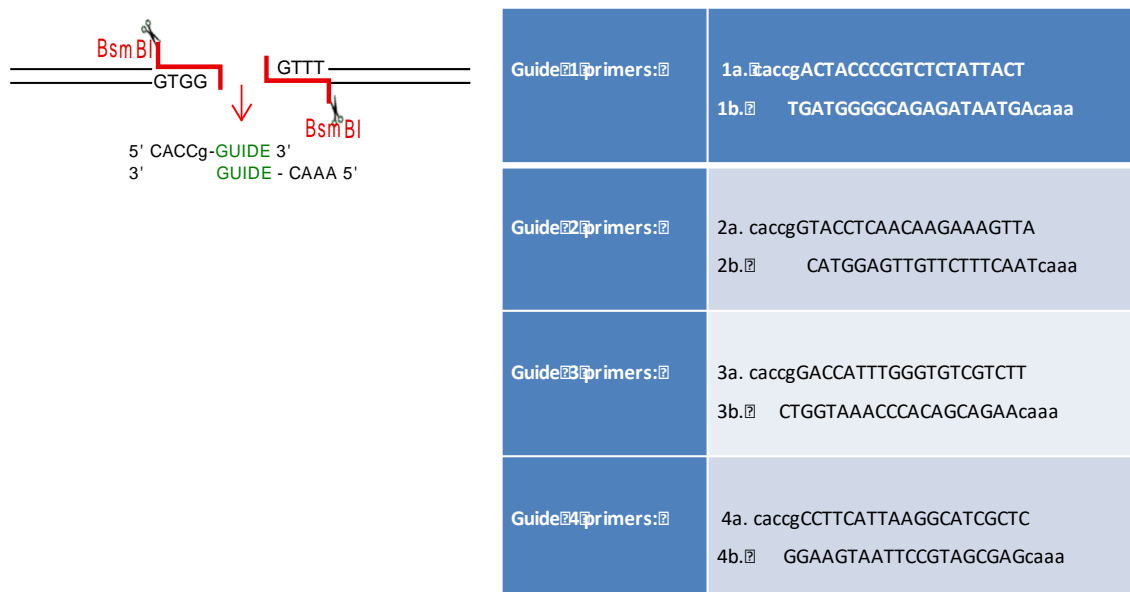 BsmBI
GTTT
GTGG
BsmBI
5' CACCg-GUIDE 3'
3' GUIDE - CAAA 5'
Guide 1 primers:
1a. caccgACTACCCCGTCTCTATTACT
1b. TGATGGGGCAGAGATAATGAcaaa
Guide 2 primers:
2a. caccgGTACCTCAACAAGAAAGTTA
2b. CATGGAGTTGTTCTTTCAATcaaa
Guide 3 primers:
3a. caccgGACCATTTGGGTGTCGTCTT
3b. CTGGTAAACCCACAGCAGAAcaaa
Guide 4 primers:
4a. caccgCCTTCATTAAGGCATCGCTC
4b. GGAAGTAATTCCGTAGCGAGcaaa